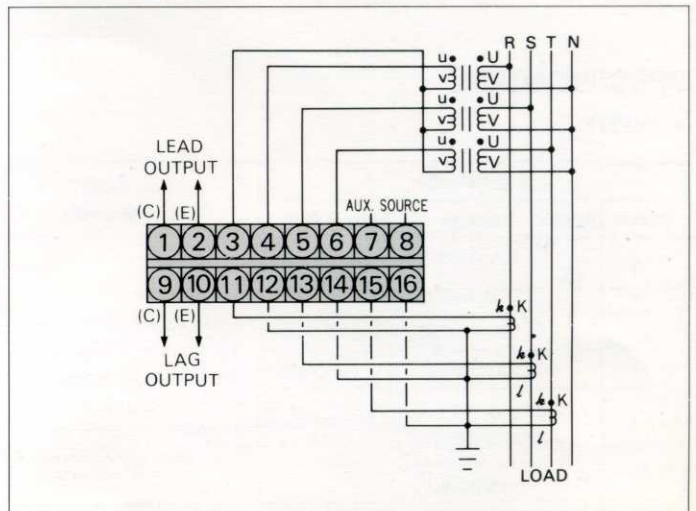 R S T N
u U
v V
u U
v V
u U
v V
LEAD
OUTPUT
(C) (E)
AUX. SOURCE
1 2 3 4 5 6 7 8
9 10 11 12 13 14 15 16
(C) (E)
LAG
OUTPUT
k K
k K
l
k K
l
LOAD